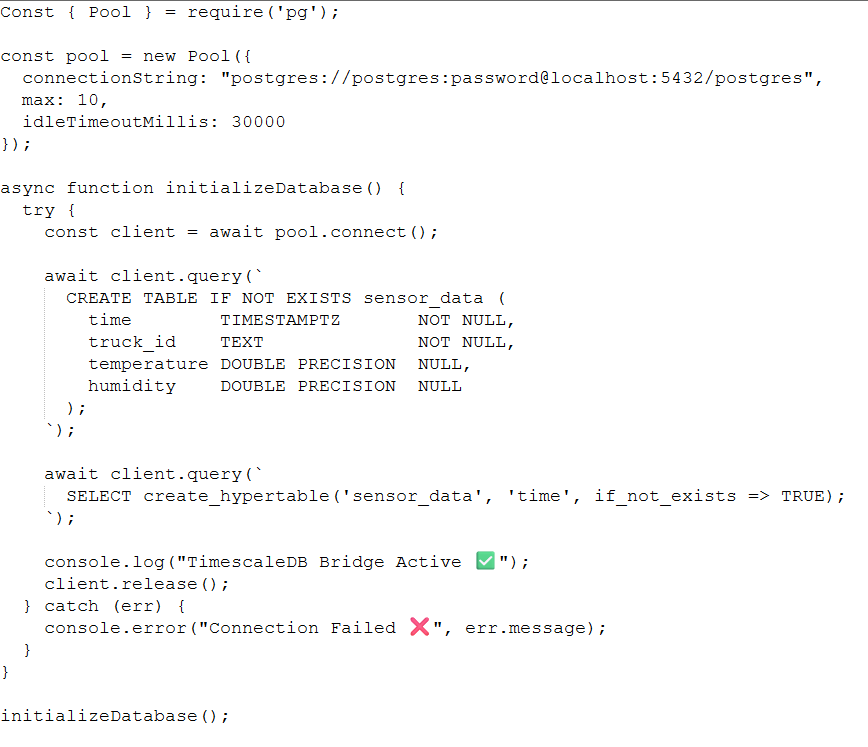 Const { Pool } = require('pg');

const pool = new Pool({
  connectionString: "postgres://postgres:password@localhost:5432/postgres",
  max: 10,
  idleTimeoutMillis: 30000
});

async function initializeDatabase() {
  try {
    const client = await pool.connect();

    await client.query(`
      CREATE TABLE IF NOT EXISTS sensor_data (
        time        TIMESTAMPTZ       NOT NULL,
        truck_id    TEXT              NOT NULL,
        temperature DOUBLE PRECISION  NULL,
        humidity    DOUBLE PRECISION  NULL
      );
    `);

    await client.query(`
      SELECT create_hypertable('sensor_data', 'time', if_not_exists => TRUE);
    `);

    console.log("TimescaleDB Bridge Active ✅");
    client.release();
  } catch (err) {
    console.error("Connection Failed ❌", err.message);
  }
}

initializeDatabase();